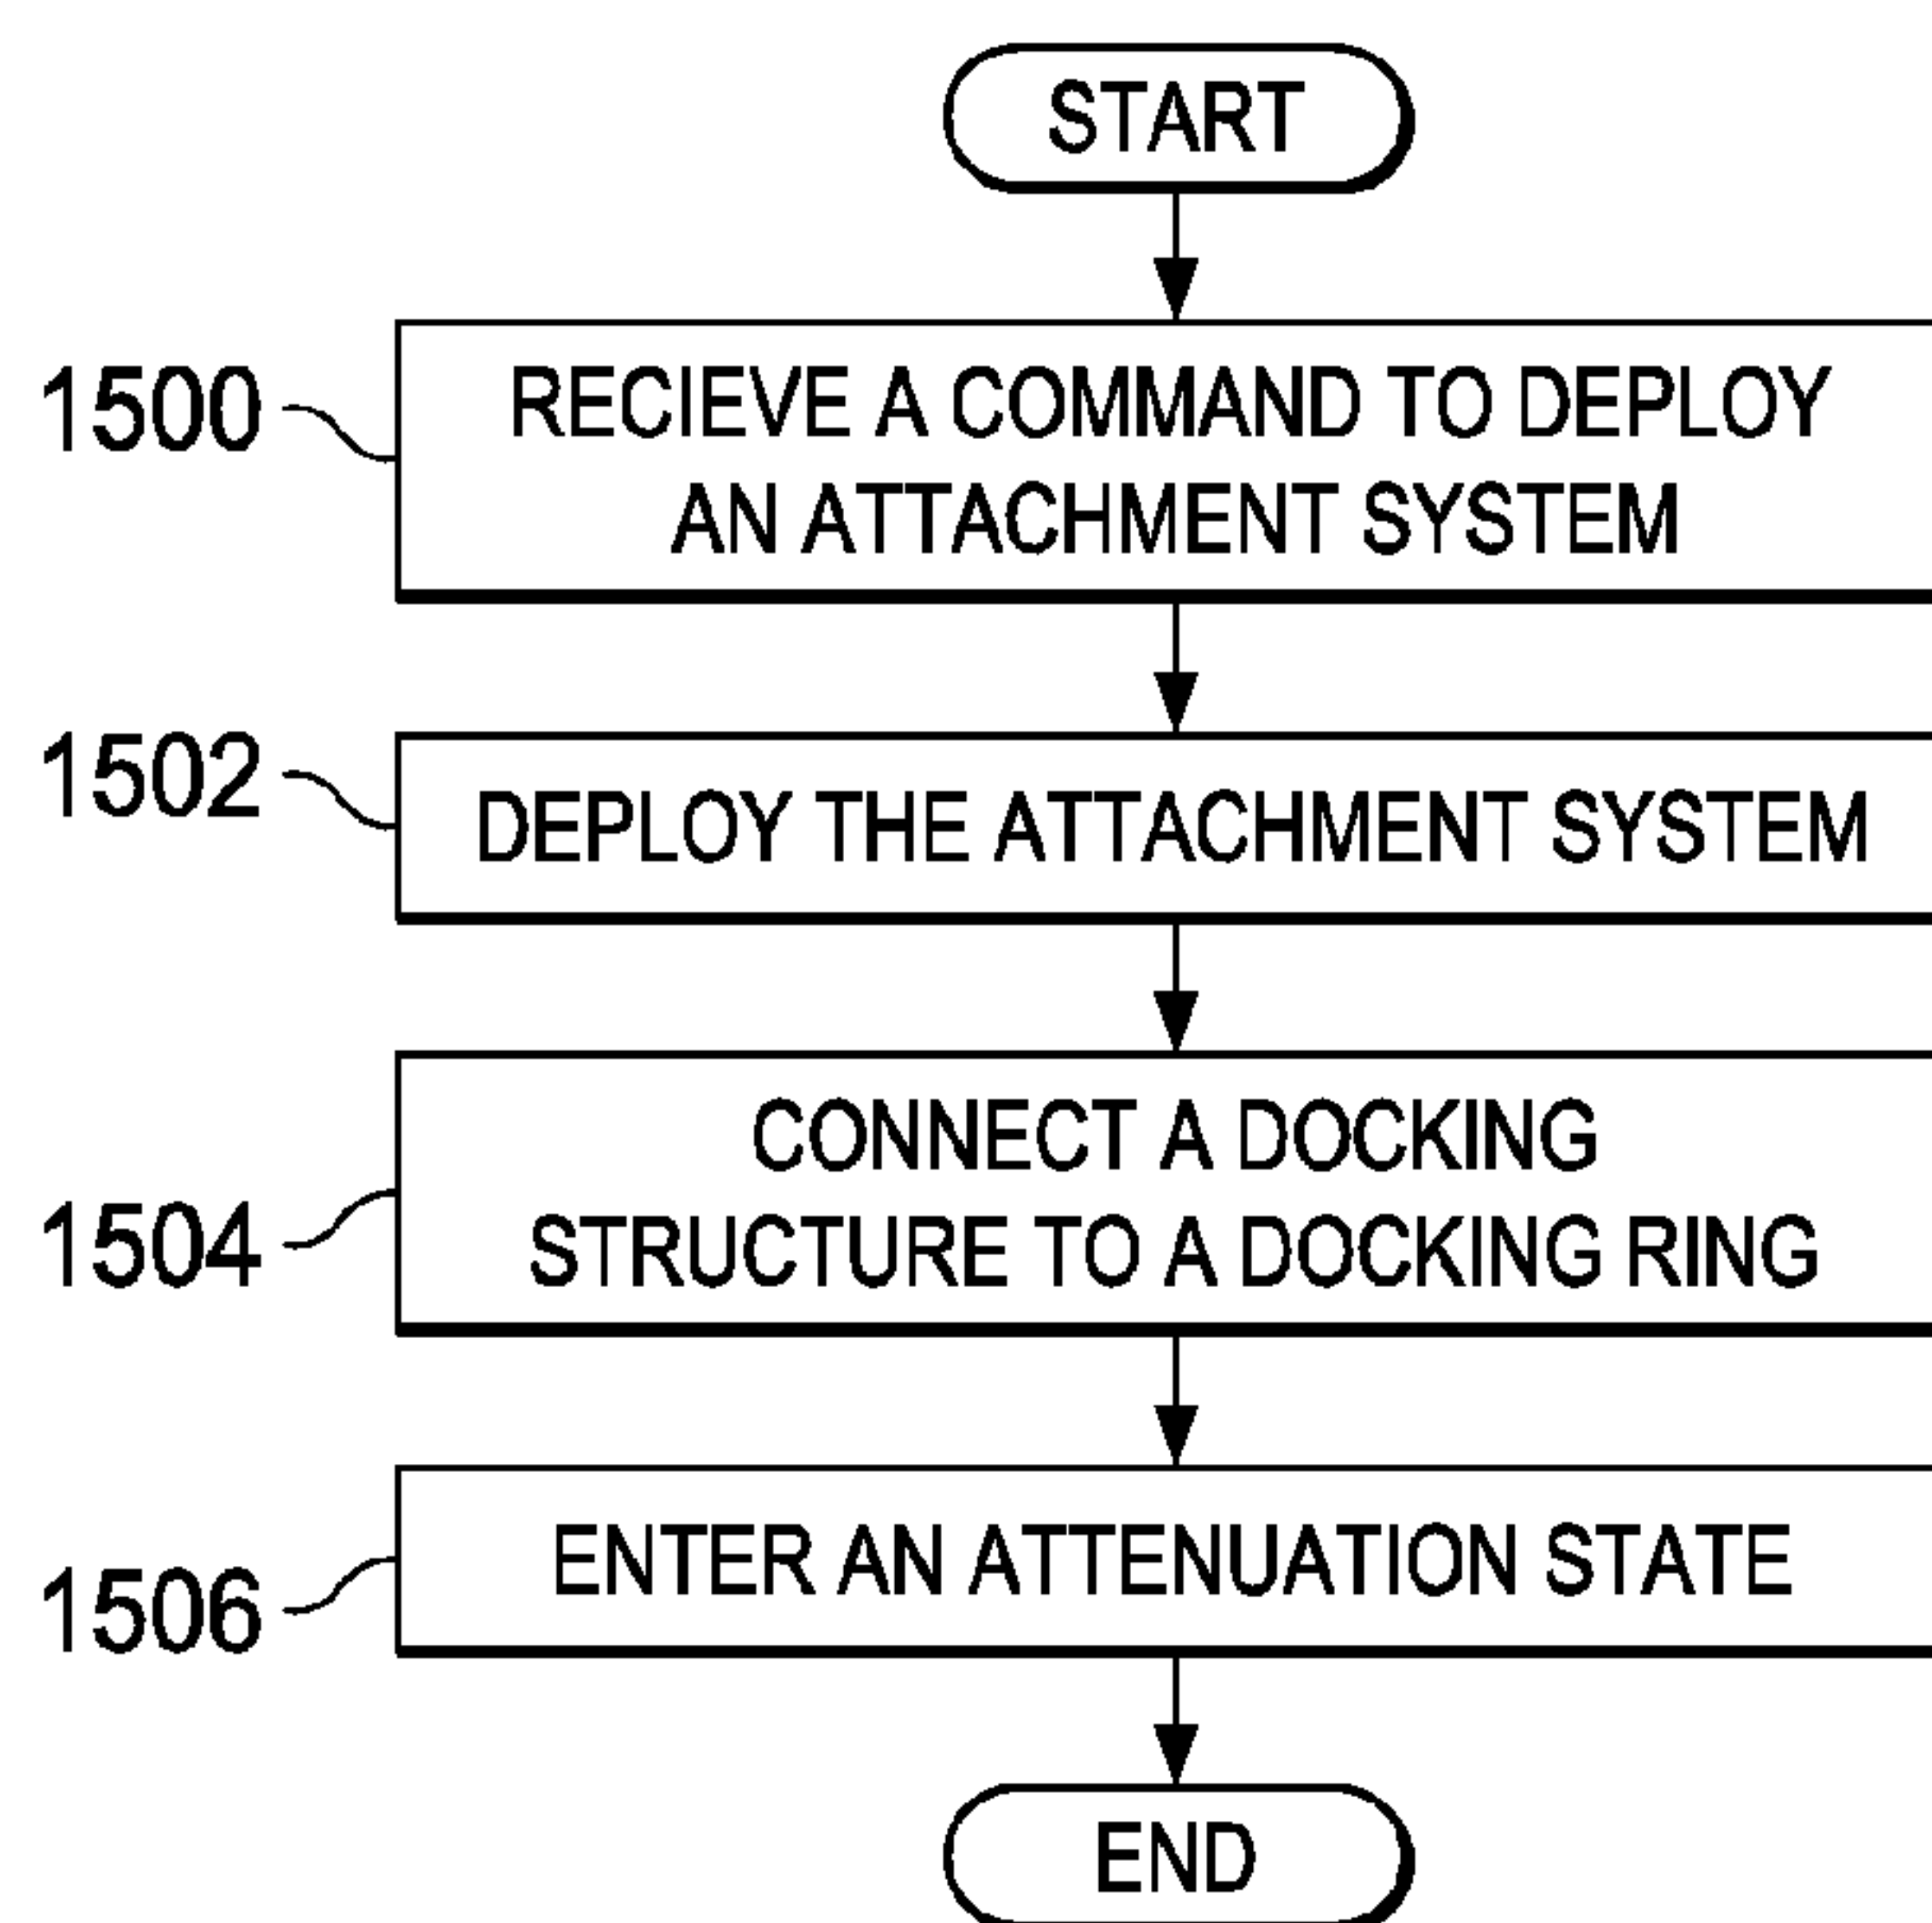 START
1500
RECIEVE A COMMAND TO DEPLOY
AN ATTACHMENT SYSTEM
1502
DEPLOY THE ATTACHMENT SYSTEM
1504
CONNECT A DOCKING
STRUCTURE TO A DOCKING RING
1506
ENTER AN ATTENUATION STATE
END